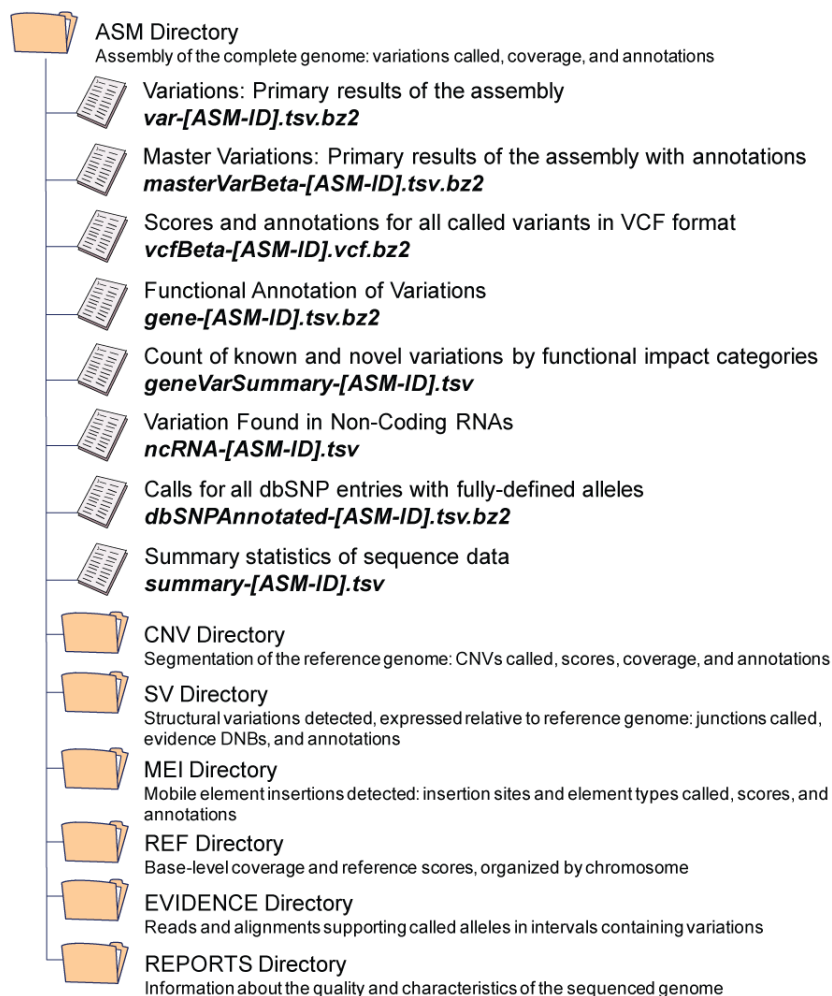 ASM Directory
Assembly of the complete genome: variations called, coverage, and annotations
Variations: Primary results of the assembly
var-[ASM-ID].tsv.bz2
Master Variations: Primary results of the assembly with annotations
masterVarBeta-[ASM-ID].tsv.bz2
Scores and annotations for all called variants in VCF format
vcfBeta-[ASM-ID].vcf.bz2
Functional Annotation of Variations
gene-[ASM-ID].tsv.bz2
Count of known and novel variations by functional impact categories
geneVarSummary-[ASM-ID].tsv
Variation Found in Non-Coding RNAs
ncRNA-[ASM-ID].tsv
Calls for all dbSNP entries with fully-defined alleles
dbSNPAnnotated-[ASM-ID].tsv.bz2
Summary statistics of sequence data
summary-[ASM-ID].tsv
CNV Directory
Segmentation of the reference genome: CNVs called, scores, coverage, and annotations
SV Directory
Structural variations detected, expressed relative to reference genome: junctions called,
evidence DNBs, and annotations
MEI Directory
Mobile element insertions detected: insertion sites and element types called, scores, and
annotations
REF Directory
Base-level coverage and reference scores, organized by chromosome
EVIDENCE Directory
Reads and alignments supporting called alleles in intervals containing variations
REPORTS Directory
Information about the quality and characteristics of the sequenced genome